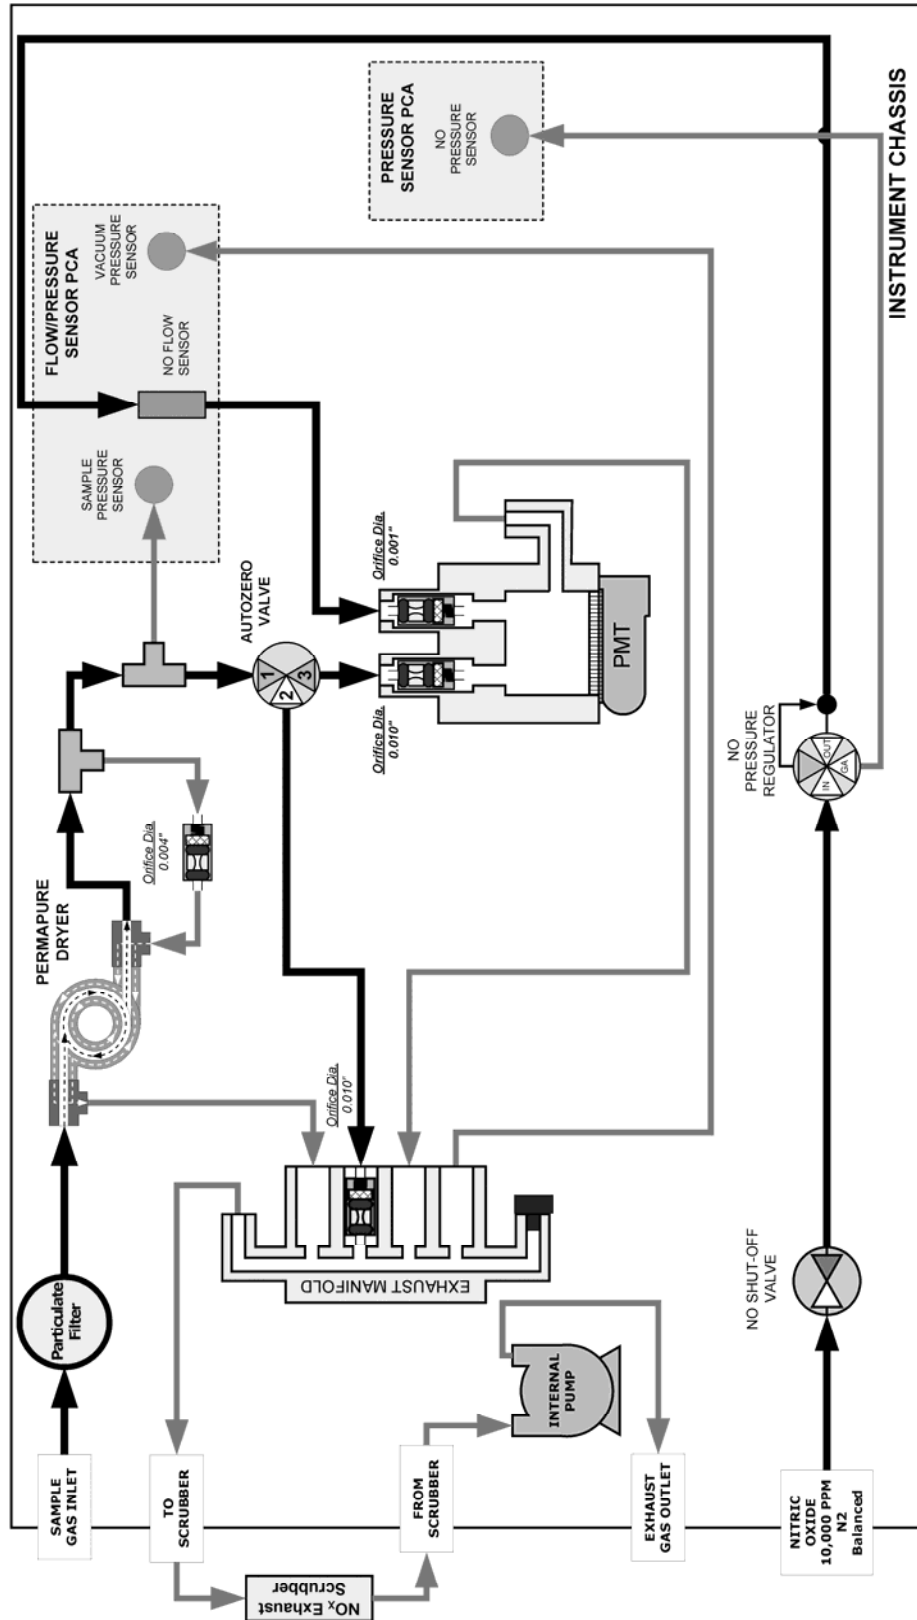 INSTRUMENT CHASSIS
FLOW/PRESSURE
SENSOR PCA
SAMPLE
PRESSURE
SENSOR
NO FLOW
SENSOR
VACUUM
PRESSURE
SENSOR
PRESSURE
SENSOR PCA
NO
PRESSURE
SENSOR
SAMPLE
GAS INLET
Particulate
Filter
PERMAPURE
DRYER
Orifice Dia.
0.004"
AUTOZERO
VALVE
1
2
3
Orifice Dia.
0.010"
Orifice Dia.
0.001"
PMT
Orifice Dia.
0.010"
EXHAUST MANIFOLD
TO
SCRUBBER
NOX Exhaust
Scrubber
FROM
SCRUBBER
INTERNAL
PUMP
EXHAUST
GAS OUTLET
NITRIC
OXIDE
10,000 PPM
N2
Balanced
NO SHUT-OFF
VALVE
NO
PRESSURE
REGULATOR
IN
OUT
GA